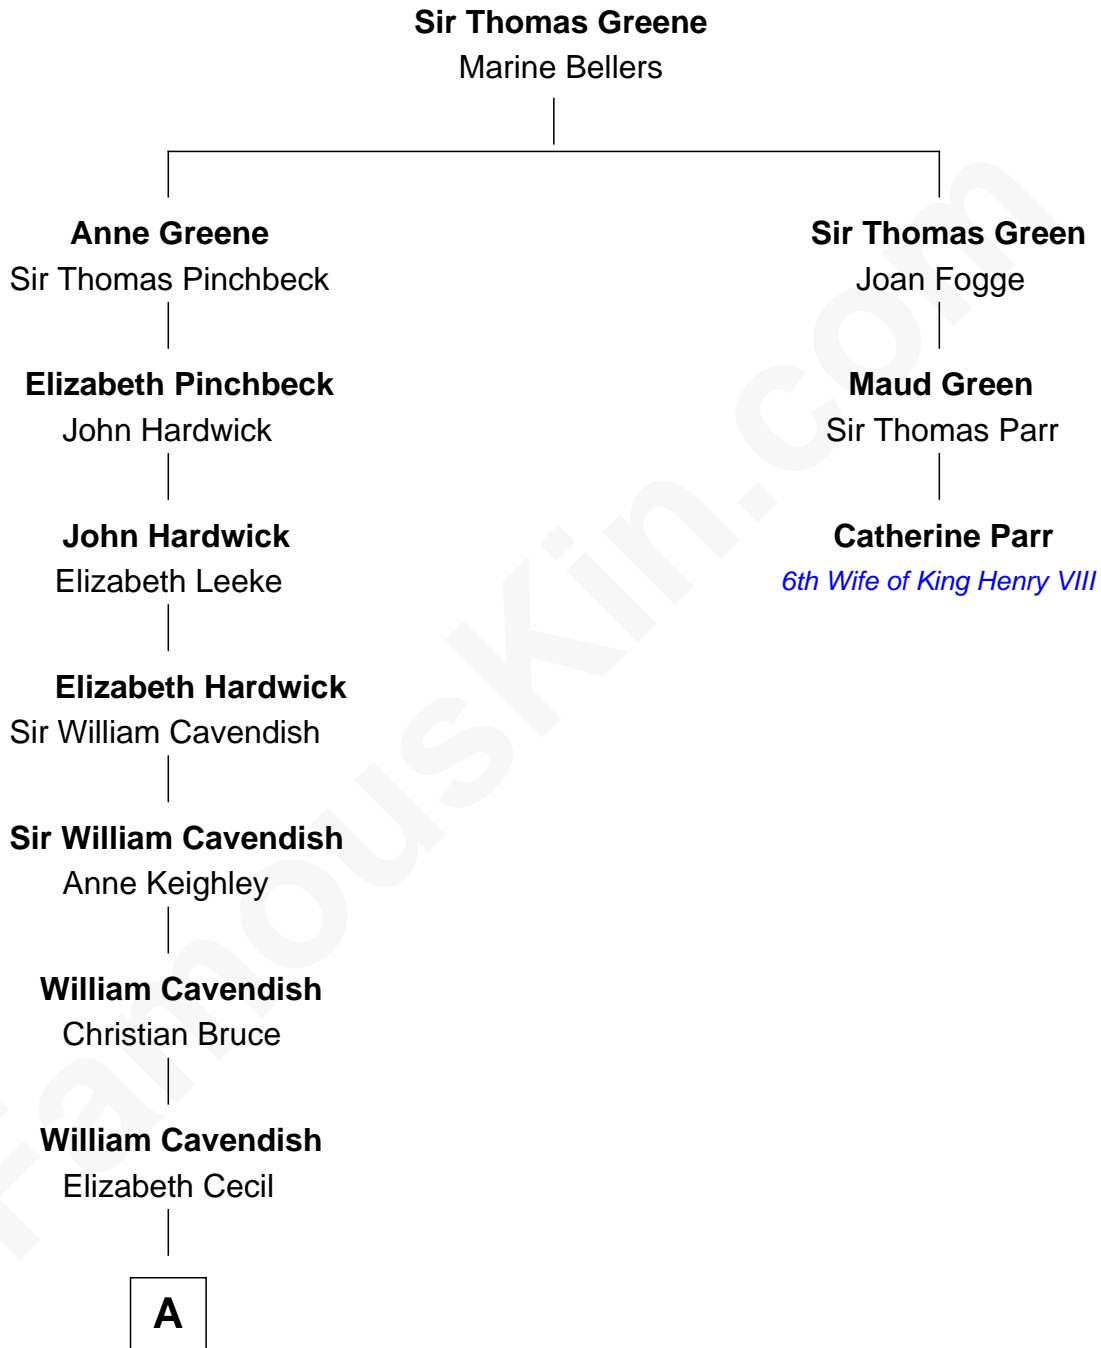 Sir Thomas Greene
Marine Bellers
Anne Greene
Sir Thomas Pinchbeck
Sir Thomas Green
Joan Fogge
Elizabeth Pinchbeck
John Hardwick
Maud Green
Sir Thomas Parr
John Hardwick
Elizabeth Leeke
Catherine Parr
6th Wife of King Henry VIII
Elizabeth Hardwick
Sir William Cavendish
Sir William Cavendish
Anne Keighley
William Cavendish
Christian Bruce
William Cavendish
Elizabeth Cecil
A
FamousKin.com